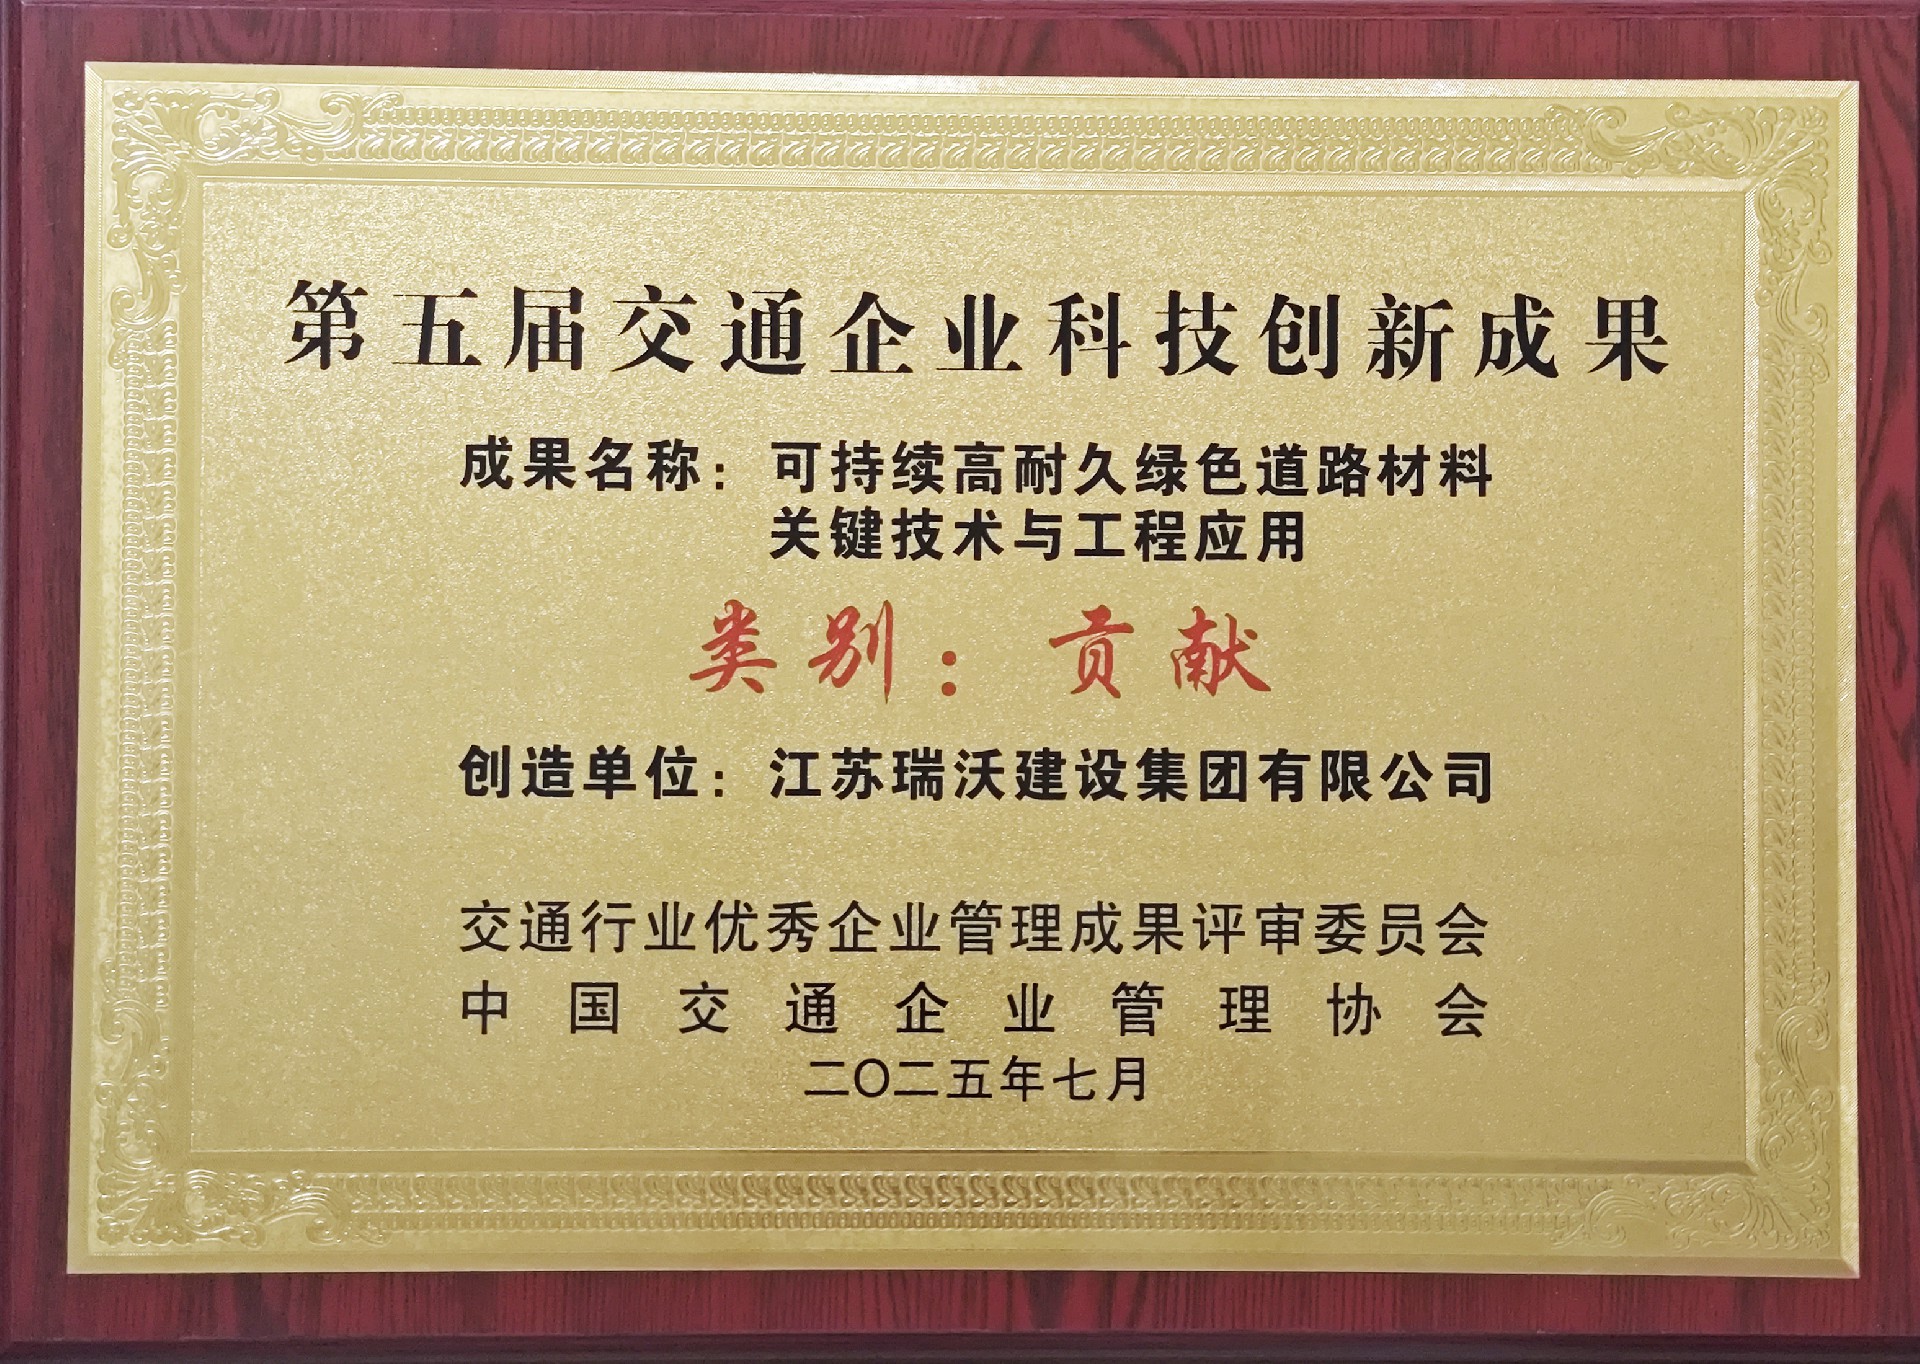 第五届交通企业科技创新成果
成果名称：可持续高耐久绿色道路材料
关键技术与工程应用
类别：贡献
创造单位：江苏瑞沃建设集团有限公司
交通行业优秀企业管理成果评审委员会
中国交通企业管理协会
二〇二五年七月